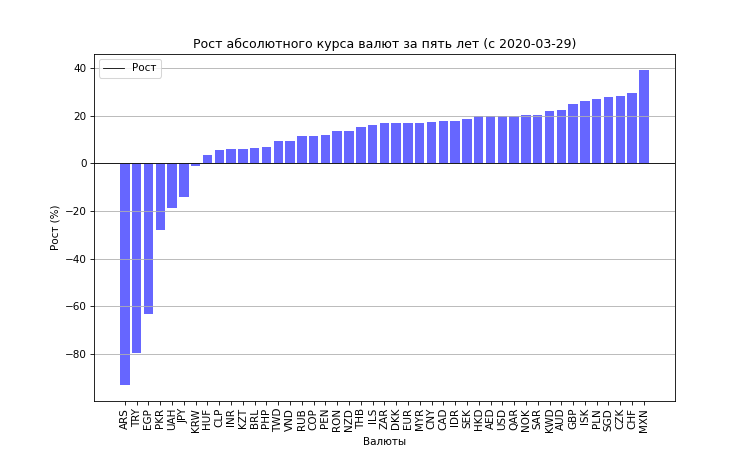 Рост абсолютного курса валют за пять лет (с 2020-03-29)
Рост
40
20
0
−20
−40
−60
−80
Рост (%)
ARS TRY EGP PKR UAH JPY KRW HUF CLP INR KZT BRL PHP TWD VND RUB COP PEN RON NZD THB ILS ZAR DKK EUR MYR CNY CAD IDR SEK HKD AED USD QAR NOK SAR KWD AUD GBP ISK PLN SGD CZK CHF MXN
Валюты